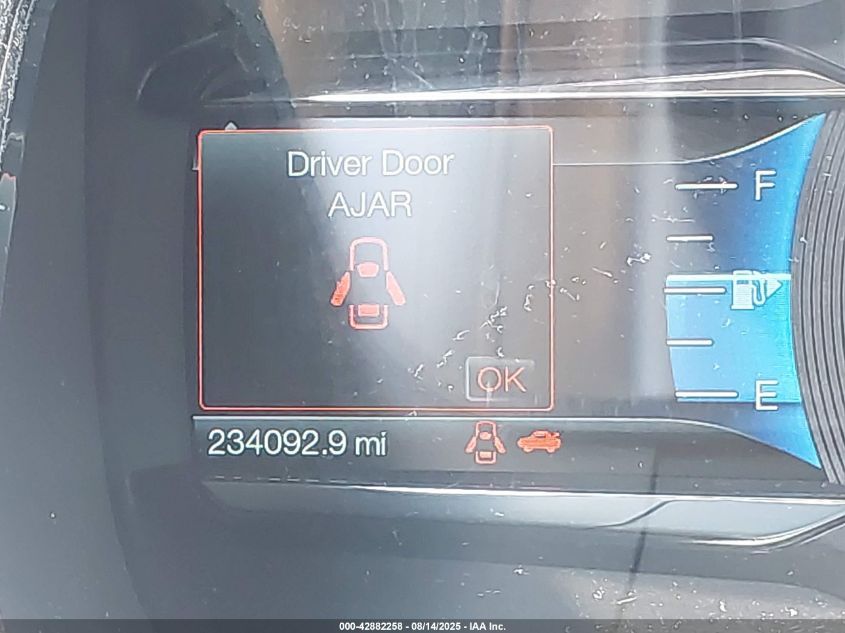 Driver Door
AJAR
OK
F
E
234092.9 mi
000-42882258 - 08/14/2025 - IAA Inc.